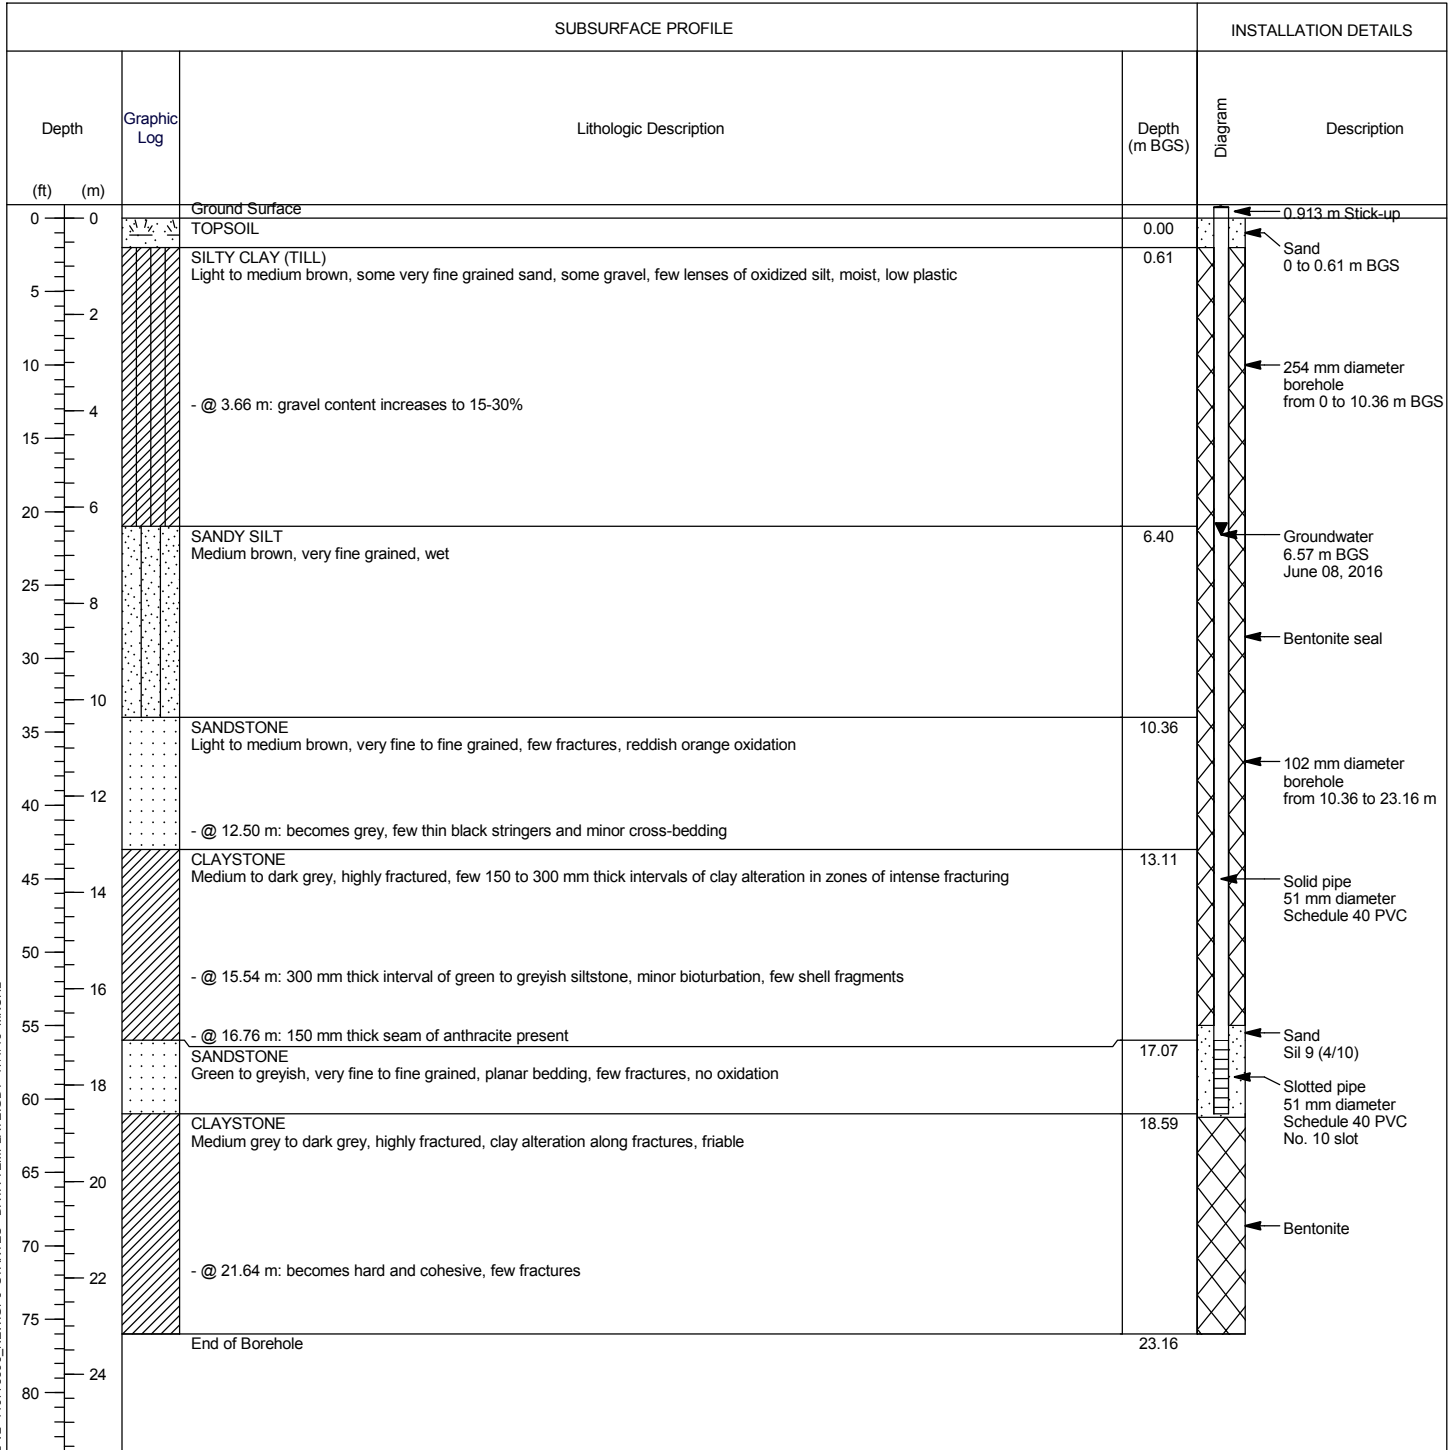 SUBSURFACE PROFILE
INSTALLATION DETAILS
Depth
Graphic
Log
Lithologic Description
Depth
(m BGS)
Diagram
Description
(ft) (m)
Ground Surface
0 0
TOPSOIL
0.00
0.913 m Stick-up
Sand
0 to 0.61 m BGS
SILTY CLAY (TILL)
0.61
Light to medium brown, some very fine grained sand, some gravel, few lenses of oxidized silt, moist, low plastic
5
2
10
254 mm diameter
borehole
from 0 to 10.36 m BGS
- @ 3.66 m: gravel content increases to 15-30%
4
15
6
20
SANDY SILT
6.40
Medium brown, very fine grained, wet
Groundwater
6.57 m BGS
June 08, 2016
25
8
Bentonite seal
30
10
SANDSTONE
10.36
Light to medium brown, very fine to fine grained, few fractures, reddish orange oxidation
35
102 mm diameter
borehole
from 10.36 to 23.16 m
12
40
- @ 12.50 m: becomes grey, few thin black stringers and minor cross-bedding
CLAYSTONE
13.11
Medium to dark grey, highly fractured, few 150 to 300 mm thick intervals of clay alteration in zones of intense fracturing
45
14
Solid pipe
51 mm diameter
Schedule 40 PVC
50
- @ 15.54 m: 300 mm thick interval of green to greyish siltstone, minor bioturbation, few shell fragments
16
55
- @ 16.76 m: 150 mm thick seam of anthracite present
Sand
Sil 9 (4/10)
SANDSTONE
17.07
Green to greyish, very fine to fine grained, planar bedding, few fractures, no oxidation
18
60
Slotted pipe
51 mm diameter
Schedule 40 PVC
No. 10 slot
CLAYSTONE
18.59
Medium grey to dark grey, highly fractured, clay alteration along fractures, friable
65
20
Bentonite
70
- @ 21.64 m: becomes hard and cohesive, few fractures
22
75
End of Borehole
23.16
24
80